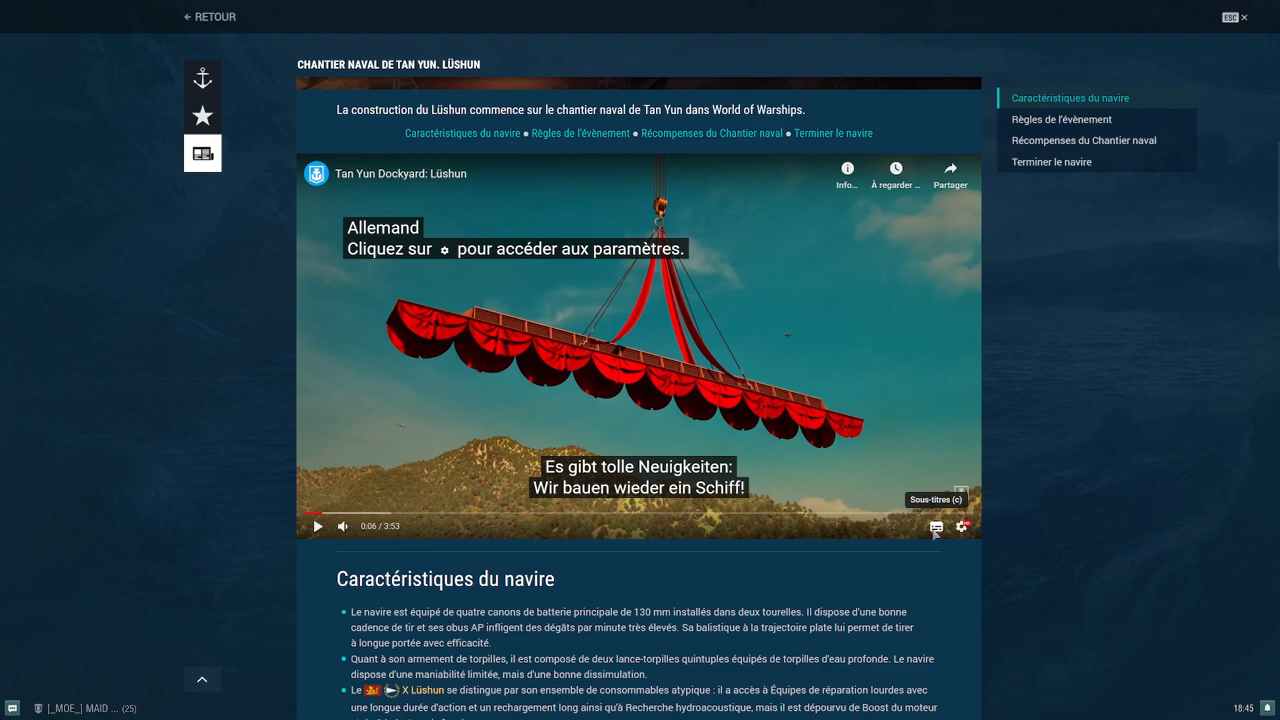 ← RETOUR
ESC ×
CHANTIER NAVAL DE TAN YUN. LÜSHUN
La construction du Lüshun commence sur le chantier naval de Tan Yun dans World of Warships.
Caractéristiques du navire ● Règles de l'évènement ● Récompenses du Chantier naval ● Terminer le navire
Caractéristiques du navire
Règles de l'évènement
Récompenses du Chantier naval
Terminer le navire
Tan Yun Dockyard: Lüshun
Info...
À regarder ...
Partager
Allemand
Cliquez sur pour accéder aux paramètres.
Es gibt tolle Neuigkeiten:
Wir bauen wieder ein Schiff!
Sous-titres (c)
0:06 / 3:53
Caractéristiques du navire
● Le navire est équipé de quatre canons de batterie principale de 130 mm installés dans deux tourelles. Il dispose d'une bonne
cadence de tir et ses obus AP infligent des dégâts par minute très élevés. Sa balistique à la trajectoire plate lui permet de tirer
à longue portée avec efficacité.
● Quant à son armement de torpilles, il est composé de deux lance-torpilles quintuples équipés de torpilles d'eau profonde. Le navire
dispose d'une maniabilité limitée, mais d'une bonne dissimulation.
● Le X Lüshun se distingue par son ensemble de consommables atypique : il a accès à Équipes de réparation lourdes avec
une longue durée d'action et un rechargement long ainsi qu'à Recherche hydroacoustique, mais il est dépourvu de Boost du moteur
[_MOE_] MAID ... (25)
18:45